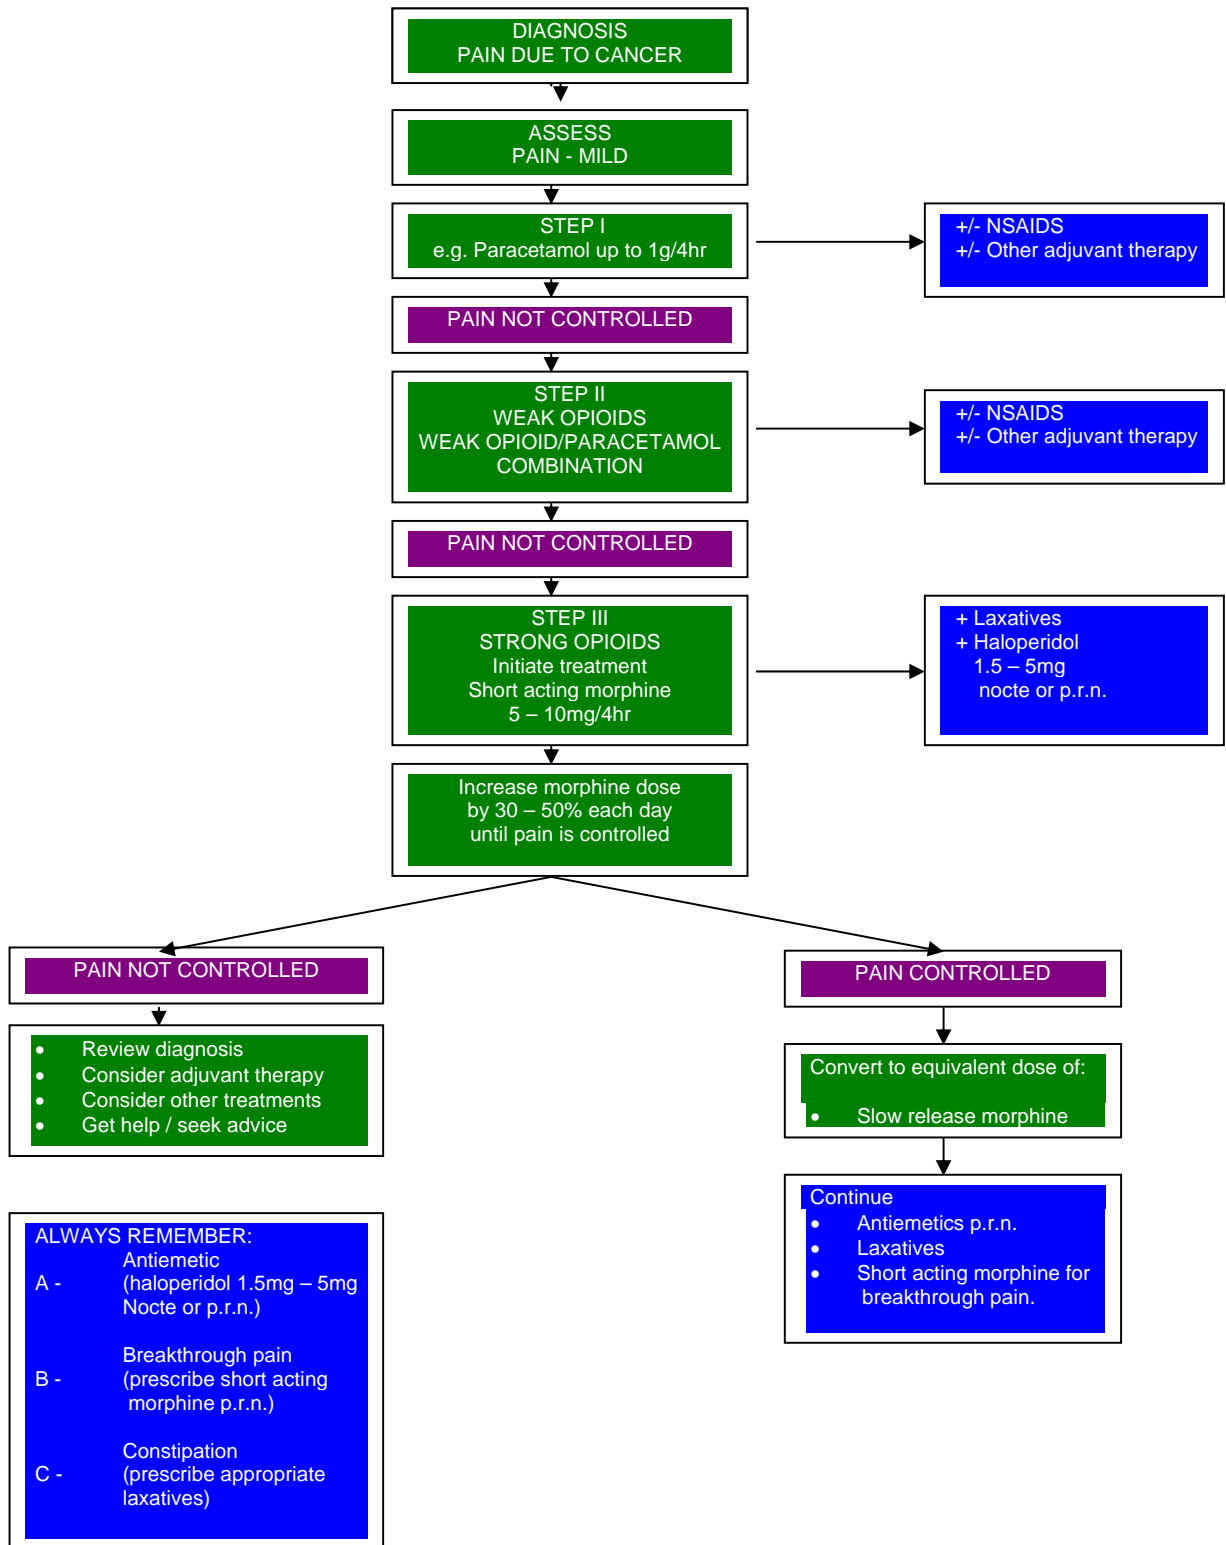 DIAGNOSIS
PAIN DUE TO CANCER
ASSESS
PAIN - MILD
STEP I
e.g. Paracetamol up to 1g/4hr
+/- NSAIDS
+/- Other adjuvant therapy
PAIN NOT CONTROLLED
STEP II
WEAK OPIOIDS
WEAK OPIOID/PARACETAMOL
COMBINATION
+/- NSAIDS
+/- Other adjuvant therapy
PAIN NOT CONTROLLED
STEP III
STRONG OPIOIDS
Initiate treatment
Short acting morphine
5 – 10mg/4hr
+ Laxatives
+ Haloperidol
1.5 – 5mg
nocte or p.r.n.
Increase morphine dose
by 30 – 50% each day
until pain is controlled
PAIN NOT CONTROLLED
• Review diagnosis
• Consider adjuvant therapy
• Consider other treatments
• Get help / seek advice
PAIN CONTROLLED
Convert to equivalent dose of:
• Slow release morphine
Continue
• Antiemetics p.r.n.
• Laxatives
• Short acting morphine for
breakthrough pain.
ALWAYS REMEMBER:
Antiemetic
A - (haloperidol 1.5mg – 5mg
Nocte or p.r.n.)
Breakthrough pain
B - (prescribe short acting
morphine p.r.n.)
Constipation
C - (prescribe appropriate
laxatives)